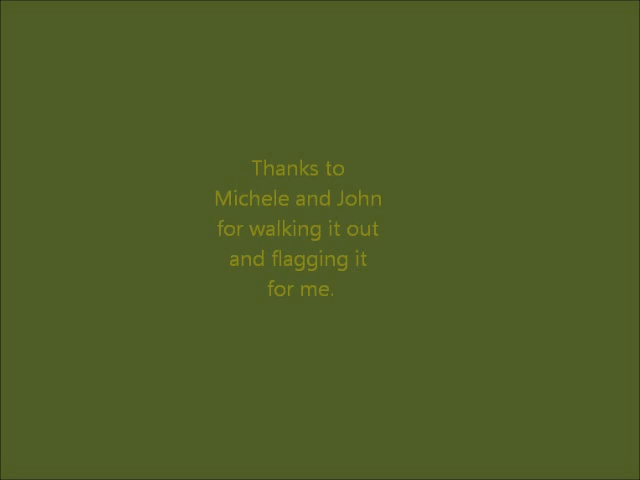 Thanks to
Michele and John
for walking it out
and flagging it
for me.